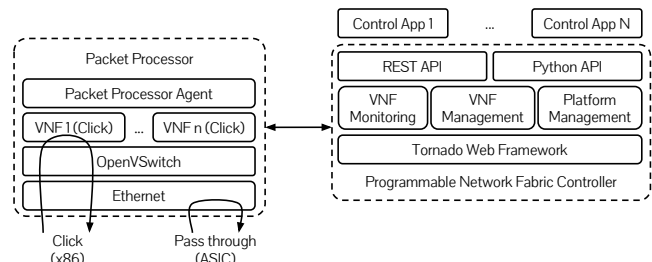 Control App 1
...
Control App N
Packet Processor
Packet Processor Agent
VNF 1 (Click)
...
VNF n (Click)
OpenVSwitch
Ethernet
Click
(x86)
Pass through
(ASIC)
REST API
Python API
VNF
Monitoring
VNF
Management
Platform
Management
Tornado Web Framework
Programmable Network Fabric Controller